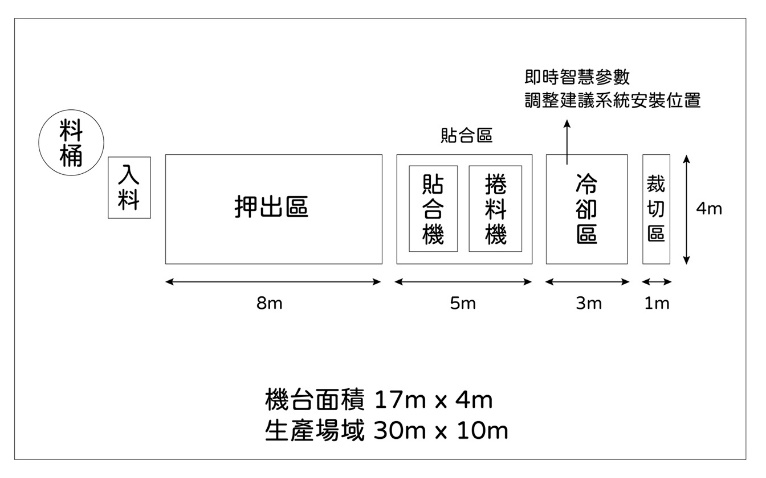 即時智慧參數
調整建議系統安裝位置
料桶
貼合區
入料
押出區
貼合機
捲料機
冷卻區
裁切區
4m
8m
5m
3m
1m
機台面積 17m x 4m
生產場域 30m x 10m